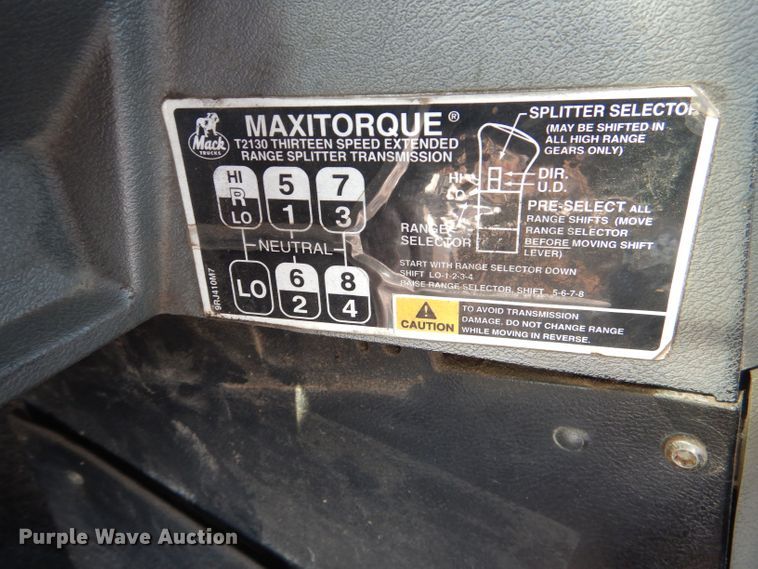 Mack
TRUCKS
MAXITORQUE ®
T2130 THIRTEEN SPEED EXTENDED
RANGE SPLITTER TRANSMISSION
HI
R
LO
5
1
7
3
NEUTRAL
LO
6
2
8
4
9RJ410M7
SPLITTER SELECTOR
(MAY BE SHIFTED IN
ALL HIGH RANGE
GEARS ONLY)
HI
DIR.
U.D.
RANGE
SELECTOR
PRE-SELECT ALL
RANGE SHIFTS (MOVE
RANGE SELECTOR
BEFORE MOVING SHIFT
LEVER)
START WITH RANGE SELECTOR DOWN
SHIFT LO-1-2-3-4
RAISE RANGE SELECTOR, SHIFT 5-6-7-8
CAUTION
TO AVOID TRANSMISSION
DAMAGE, DO NOT CHANGE RANGE
WHILE MOVING IN REVERSE.
Purple Wave Auction